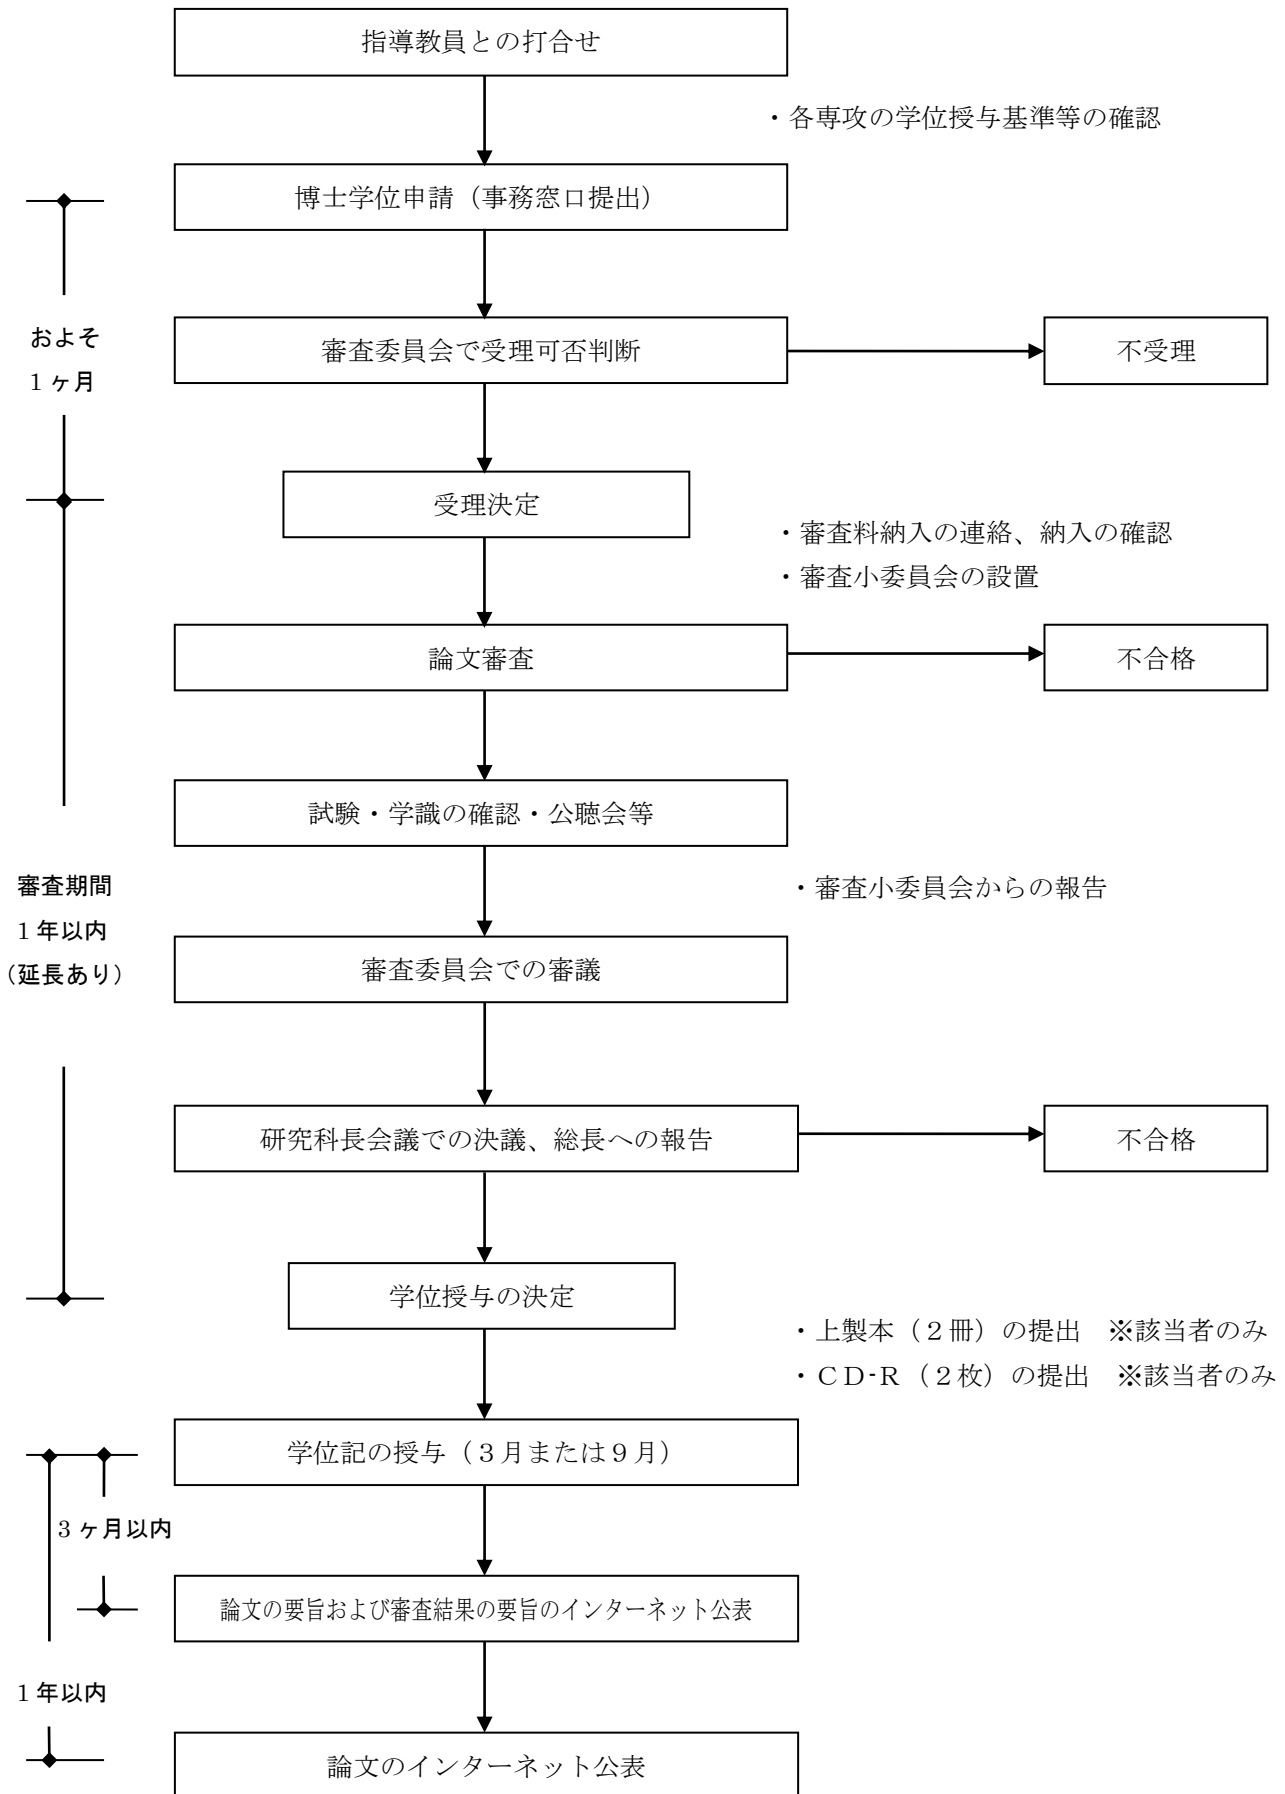 指導教員との打合せ
・各専攻の学位授与基準等の確認
博士学位申請（事務窓口提出）
およそ
1ヶ月
審査委員会で受理可否判断
不受理
受理決定
・審査料納入の連絡、納入の確認
・審査小委員会の設置
論文審査
不合格
試験・学識の確認・公聴会等
審査期間
1年以内
（延長あり）
・審査小委員会からの報告
審査委員会での審議
研究科長会議での決議、総長への報告
不合格
学位授与の決定
・上製本（２冊）の提出　※該当者のみ
・ＣＤ-Ｒ（２枚）の提出　※該当者のみ
学位記の授与（３月または９月）
3ヶ月以内
論文の要旨および審査結果の要旨のインターネット公表
1年以内
論文のインターネット公表